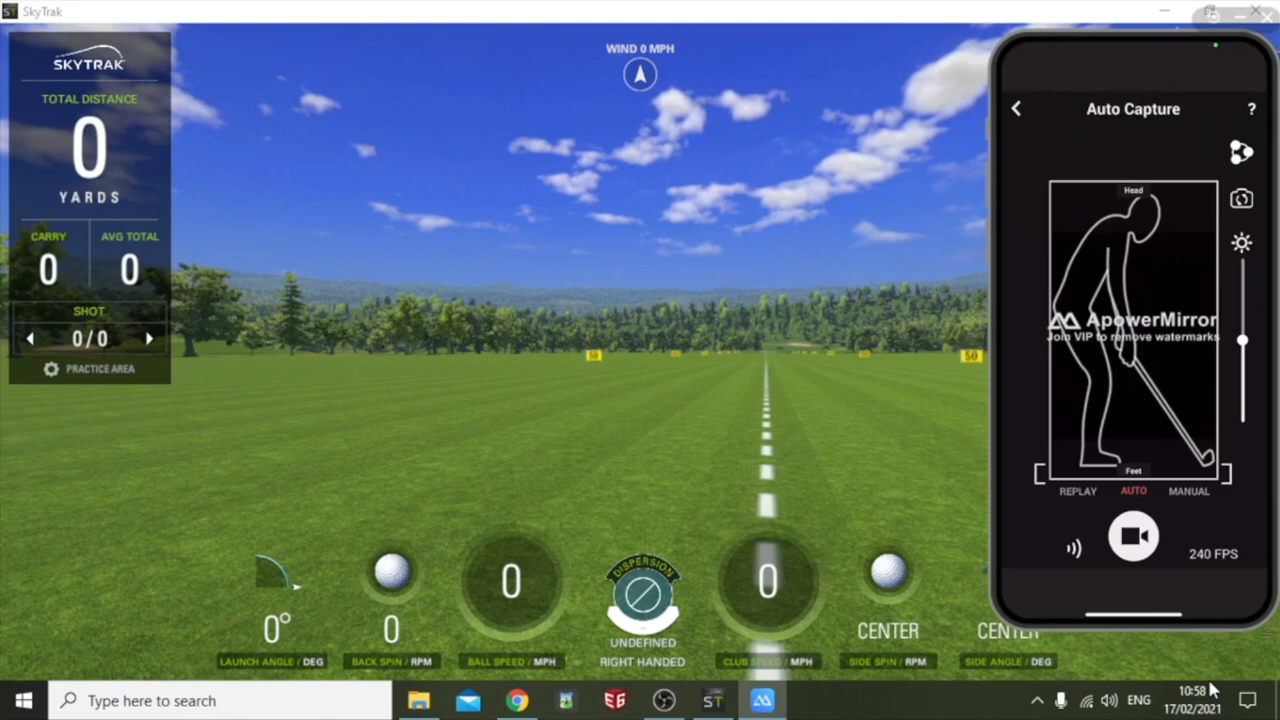 SkyTrak
SKYTRAK
TOTAL DISTANCE
0
YARDS
CARRY
AVG TOTAL
0
0
SHOT
0/0
PRACTICE AREA
WIND 0 MPH
50
50
0°
LAUNCH ANGLE / DEG
0
BACK SPIN / RPM
0
BALL SPEED / MPH
DISPERSION
UNDEFINED
RIGHT HANDED
0
CLUB SPEED / MPH
CENTER
SIDE SPIN / RPM
CENTER
SIDE ANGLE / DEG
Auto Capture
?
Head
ApowerMirror
Join VIP to remove watermarks
Feet
REPLAY
AUTO
MANUAL
240 FPS
Type here to search
E6
ST
ENG
10:58
17/02/2021